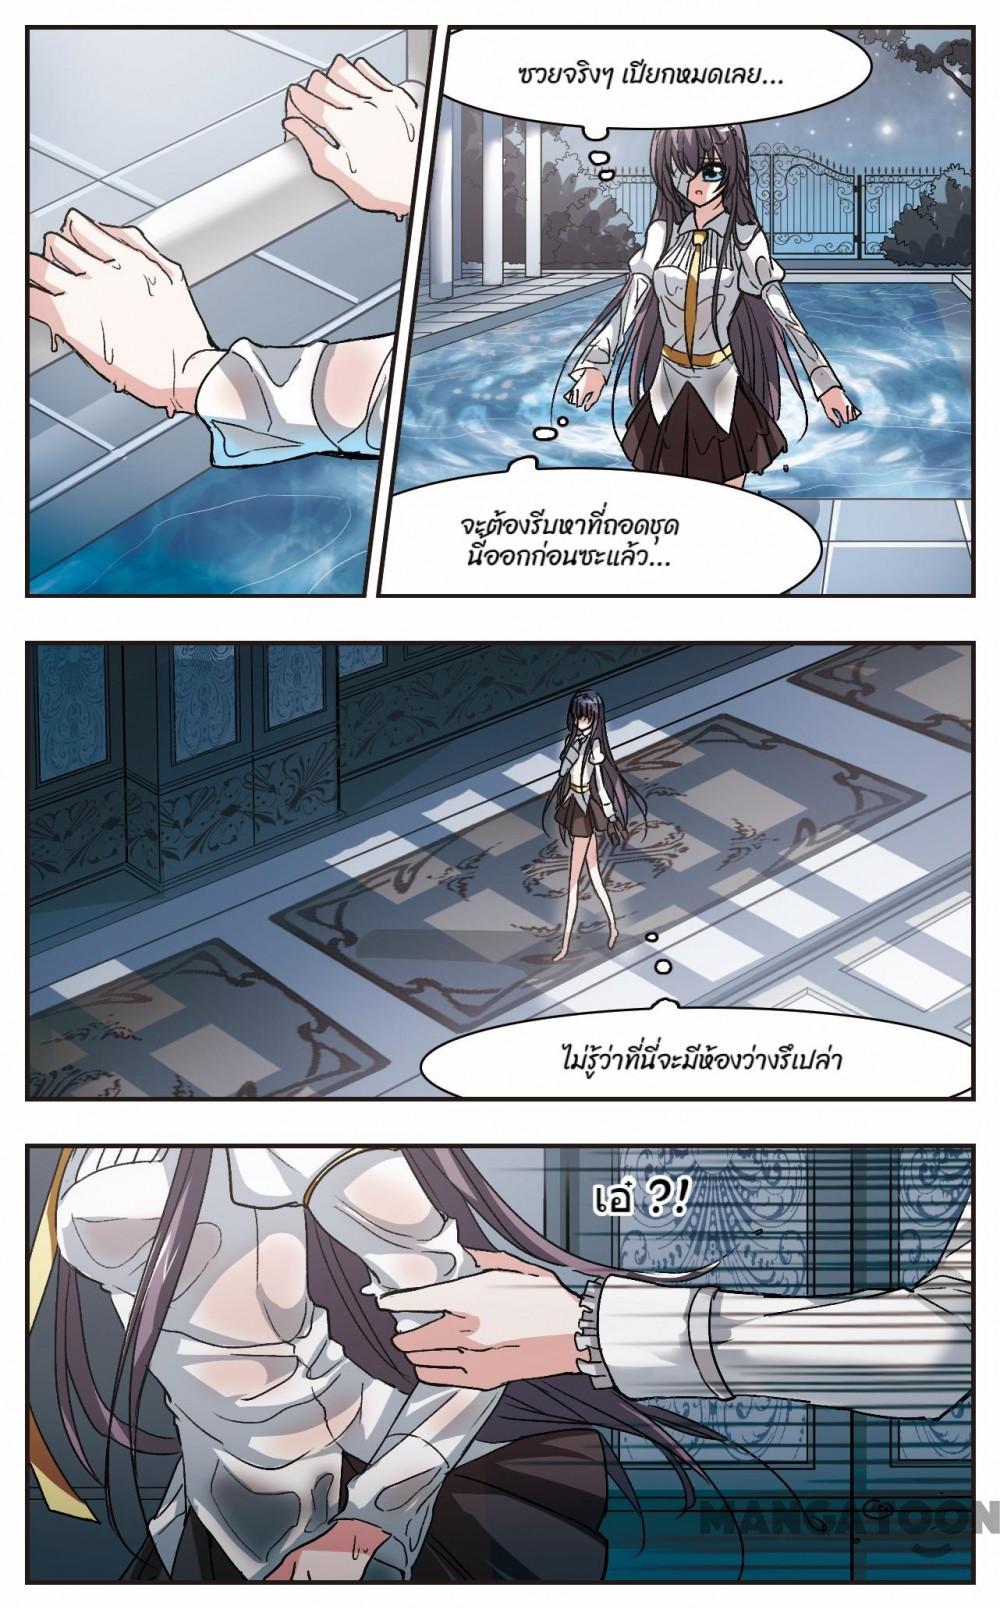 ซวยจริงๆ เปียกหมดเลย...
จะต้องรีบหาที่ถอดชุด
นี้ออกก่อนซะแล้ว...
ไม่รู้ว่าที่นี่จะมีห้องว่างรึเปล่า
เอ๋ ?!
MANGATOON